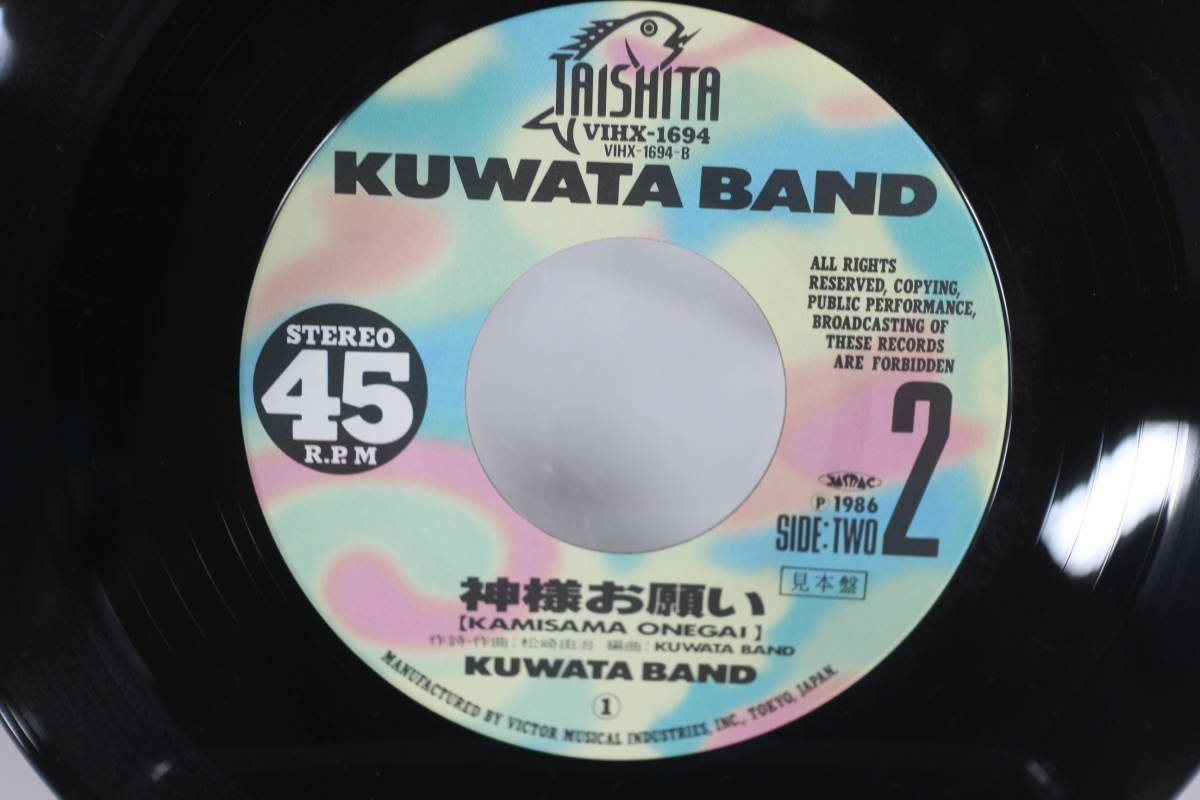 TAISHITA
VIHX-1694
VIHX-1694-B
KUWATA BAND
ALL RIGHTS
RESERVED, COPYING,
PUBLIC PERFORMANCE,
BROADCASTING OF
THESE RECORDS
ARE FORBIDDEN
STEREO
45
R.P.M
2
JASRAC
Ⓟ 1986
SIDE:TWO
見本盤
神様お願い
[KAMISAMA ONEGAI]
作詩・作曲:松崎由治 編曲:KUWATA BAND
KUWATA BAND
①
MANUFACTURED BY VICTOR MUSICAL INDUSTRIES, INC., TOKYO, JAPAN.